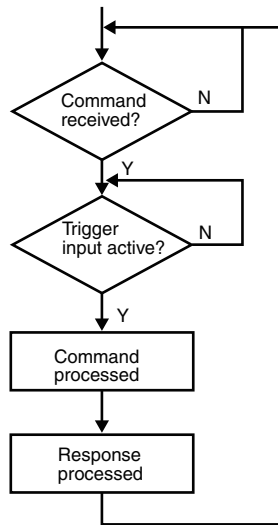 Command
received?
N
Y
Trigger
input active?
N
Y
Command
processed
Response
processed